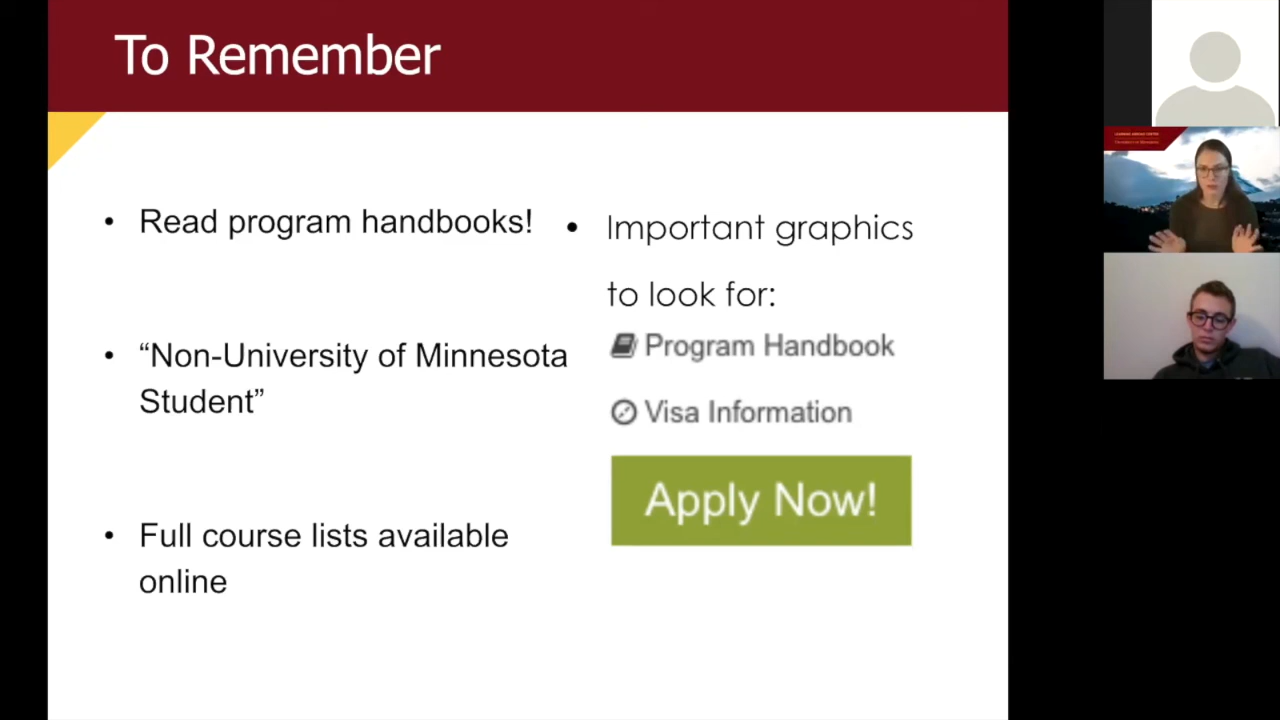 To Remember
• Read program handbooks!
• “Non-University of Minnesota
Student”
• Full course lists available
online
• Important graphics
to look for:
Program Handbook
Visa Information
Apply Now!